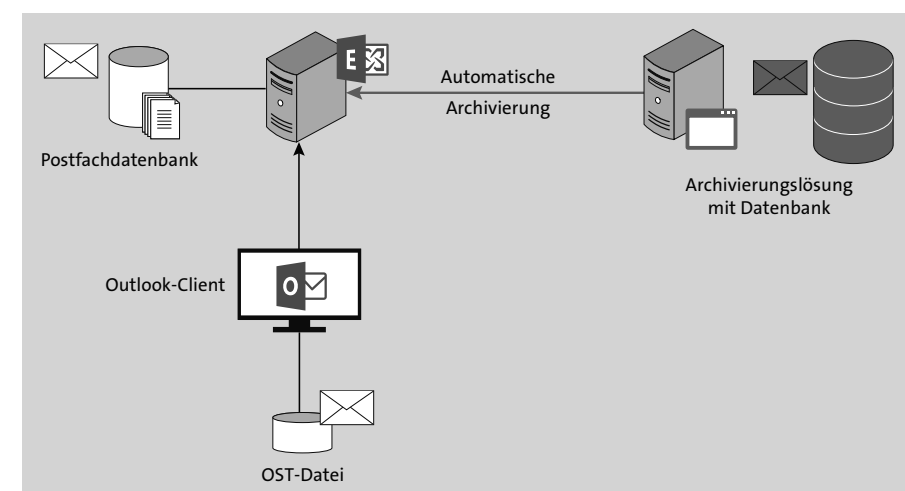 E
Automatische
Archivierung
Postfachdatenbank
Archivierungslösung
mit Datenbank
Outlook-Client
O
OST-Datei